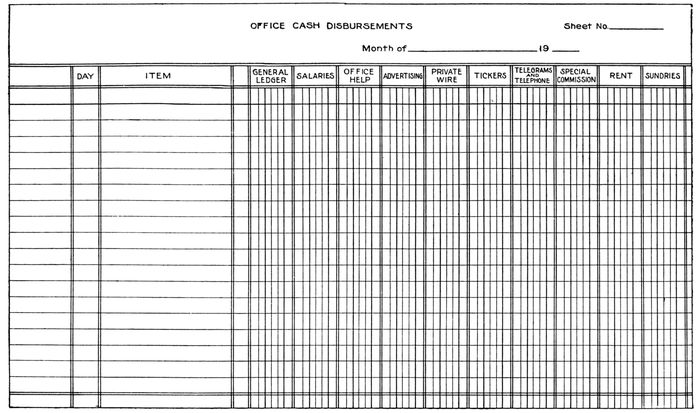 OFFICE CASH DISBURSEMENTS
Sheet No.
Month of 19
DAY
ITEM
GENERAL
LEDGER
SALARIES
OFFICE
HELP
ADVERTISING
PRIVATE
WIRE
TICKERS
TELEGRAMS
AND
TELEPHONE
SPECIAL
COMMISSION
RENT
SUNDRIES